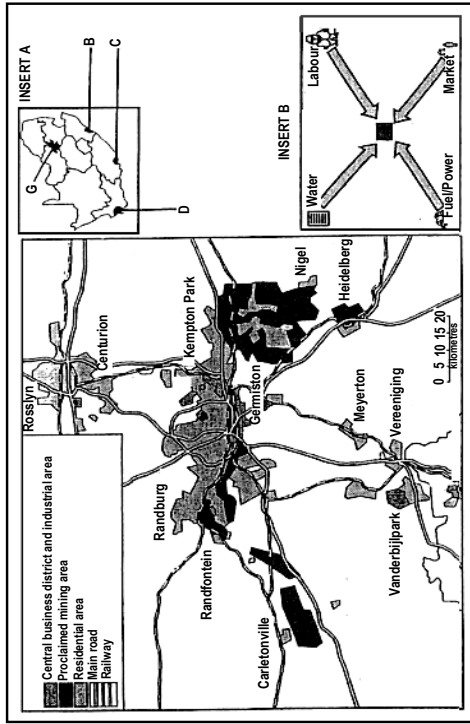 Central business district and industrial area
Proclaimed mining area
Residential area
Main road
Railway
Rosslyn
Centurion
Kempton Park
Randburg
Randfontein
Germiston
Nigel
Heidelberg
Carletonville
Meyerton
Vereeniging
Vanderbijlpark
0 5 10 15 20
kilometres
INSERT A
G
B
C
D
INSERT B
Water
Labour
Fuel/Power
Market